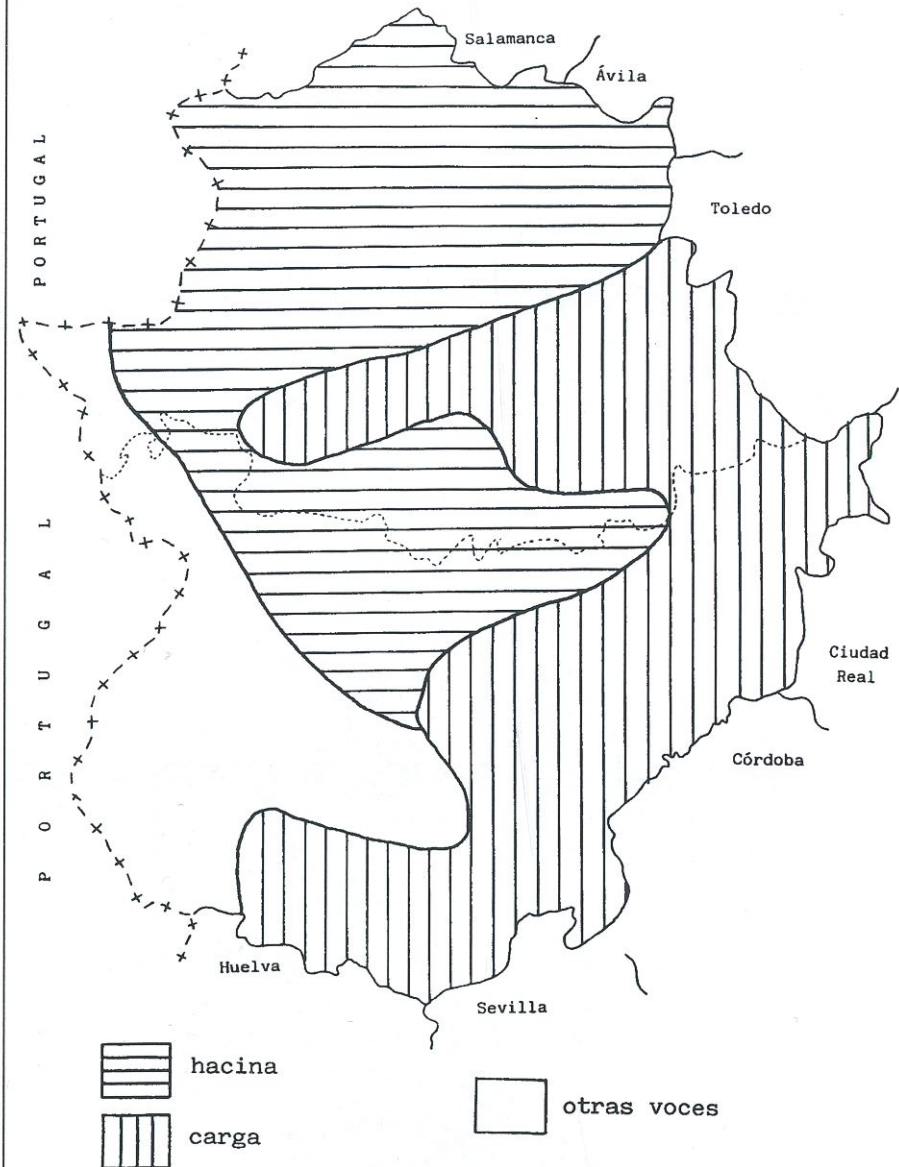 Salamanca
Ávila
PORTUGAL
Toledo
PORTUGAL
Ciudad
Real
Córdoba
Huelva
Sevilla
hacina
carga
otras voces